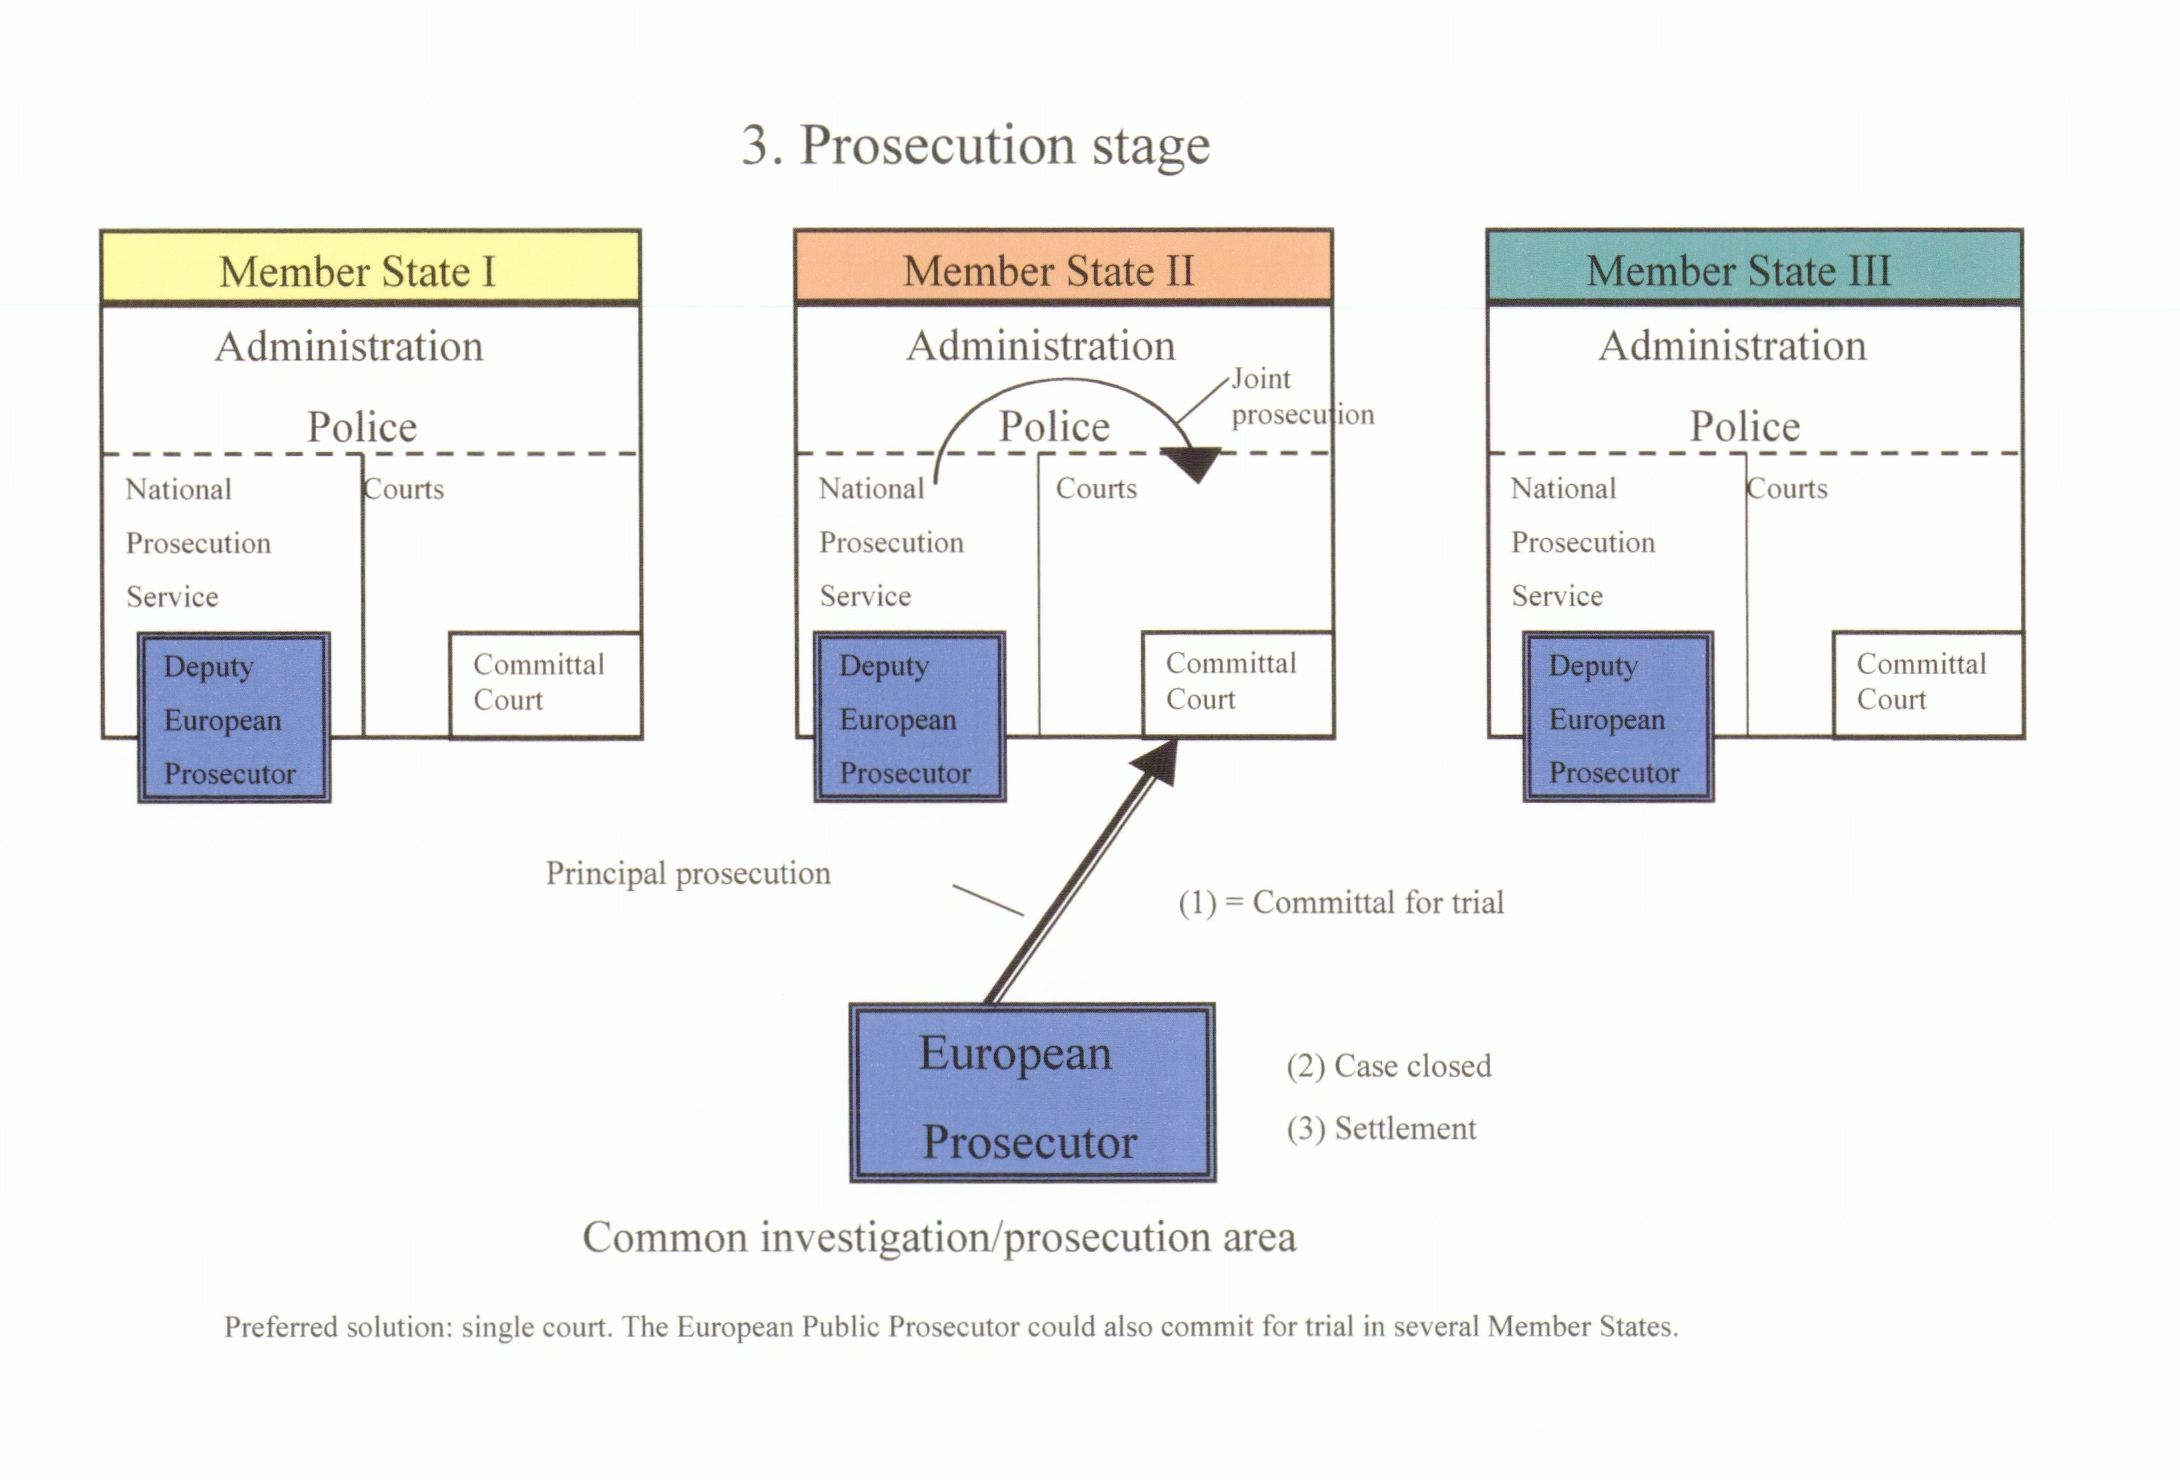 3. Prosecution stage
Member State I
Administration
Police
National
Prosecution
Service
Courts
Deputy
European
Prosecutor
Committal
Court
Member State II
Administration
Joint
prosecution
Police
National
Prosecution
Service
Courts
Deputy
European
Prosecutor
Committal
Court
Member State III
Administration
Police
National
Prosecution
Service
Courts
Deputy
European
Prosecutor
Committal
Court
Principal prosecution
(1) = Committal for trial
European
Prosecutor
(2) Case closed
(3) Settlement
Common investigation/prosecution area
Preferred solution: single court. The European Public Prosecutor could also commit for trial in several Member States.